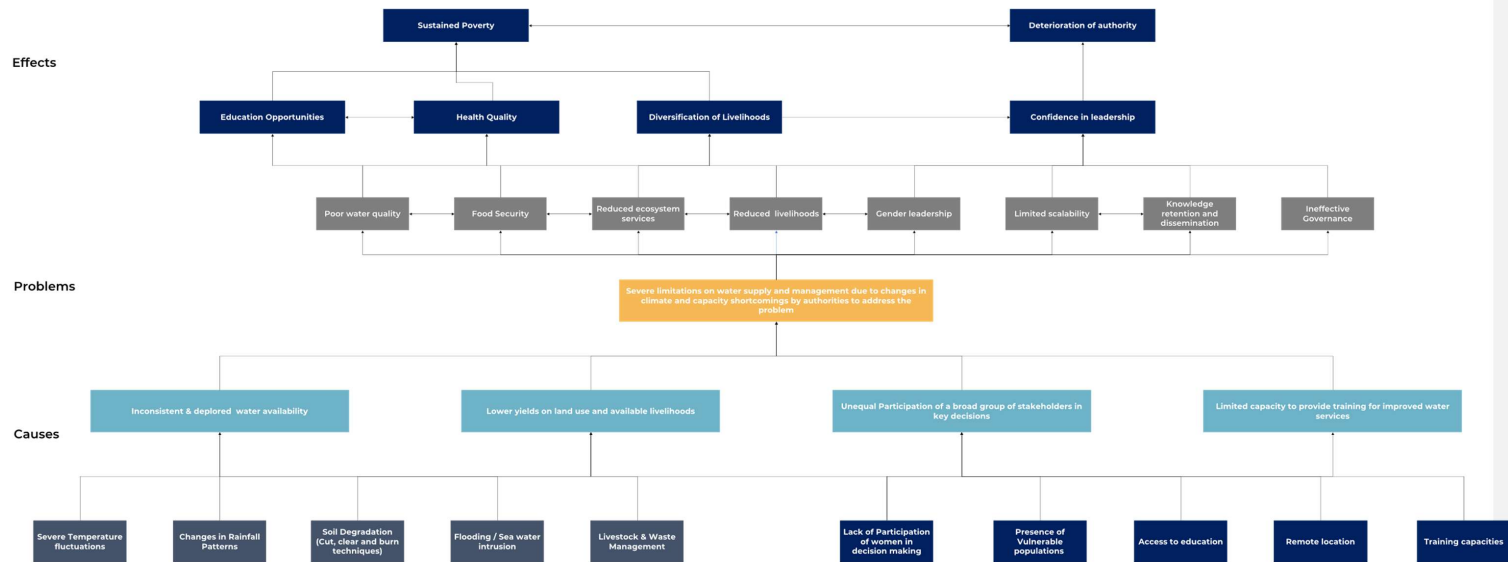 Sustained Poverty
Deterioration of authority
Effects
Education Opportunities
Health Quality
Diversification of Livelihoods
Confidence in leadership
Poor water quality
Food Security
Reduced ecosystem
services
Reduced livelihoods
Gender leadership
Limited scalability
Knowledge
retention and
dissemination
Ineffective
Governance
Problems
Severe limitations on water supply and management due to changes in
climate and capacity shortcomings by authorities to address the
problem
Inconsistent & deplored water availability
Lower yields on land use and available livelihoods
Unequal Participation of a broad group of stakeholders in
key decisions
Limited capacity to provide training for improved water
services
Causes
Severe Temperature
fluctuations
Changes in Rainfall
Patterns
Soil Degradation
(Cut, clear and burn
techniques)
Flooding / Sea water
intrusion
Livestock & Waste
Management
Lack of Participation
of women in
decision making
Presence of
Vulnerable
populations
Access to education
Remote location
Training capacities